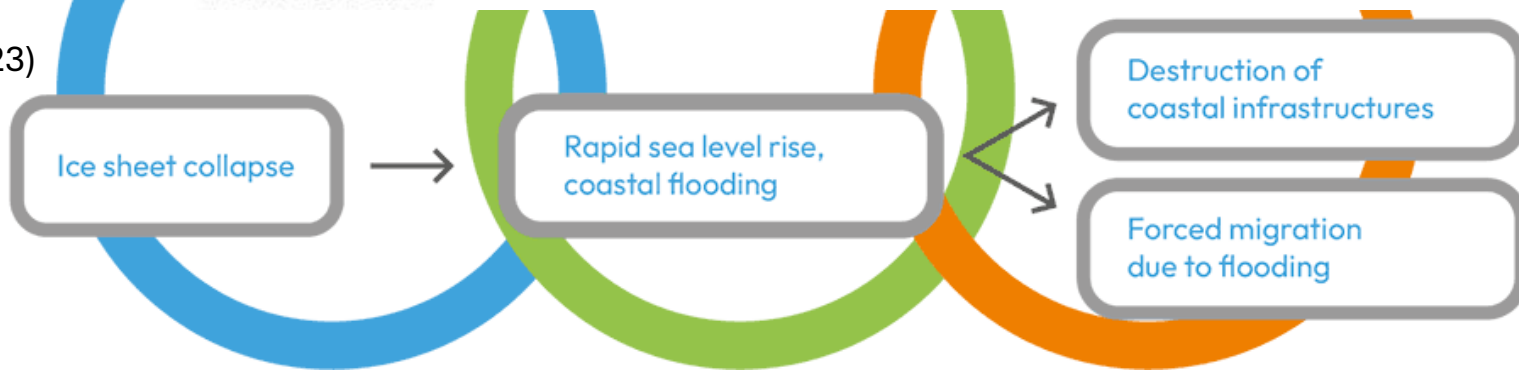 23)
Ice sheet collapse
Rapid sea level rise,
coastal flooding
Destruction of
coastal infrastructures
Forced migration
due to flooding